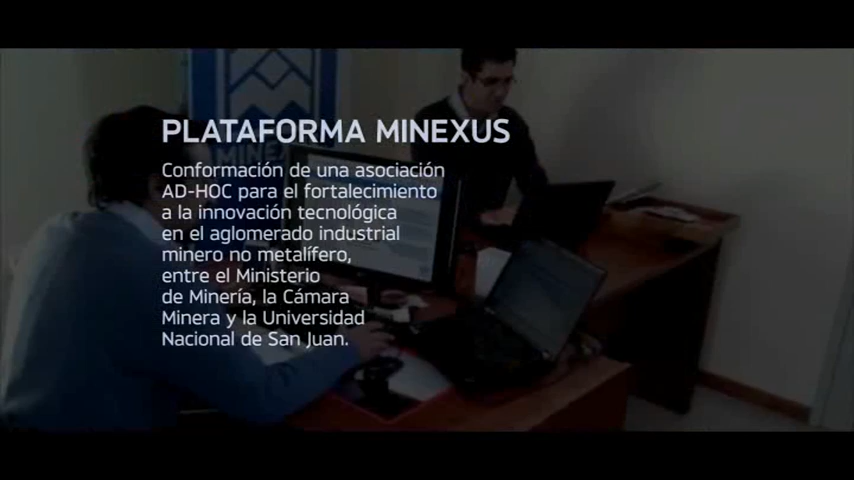 PLATAFORMA MINEXUS
Conformación de una asociación
AD-HOC para el fortalecimiento
a la innovación tecnológica
en el aglomerado industrial
minero no metalífero,
entre el Ministerio
de Minería, la Cámara
Minera y la Universidad
Nacional de San Juan.